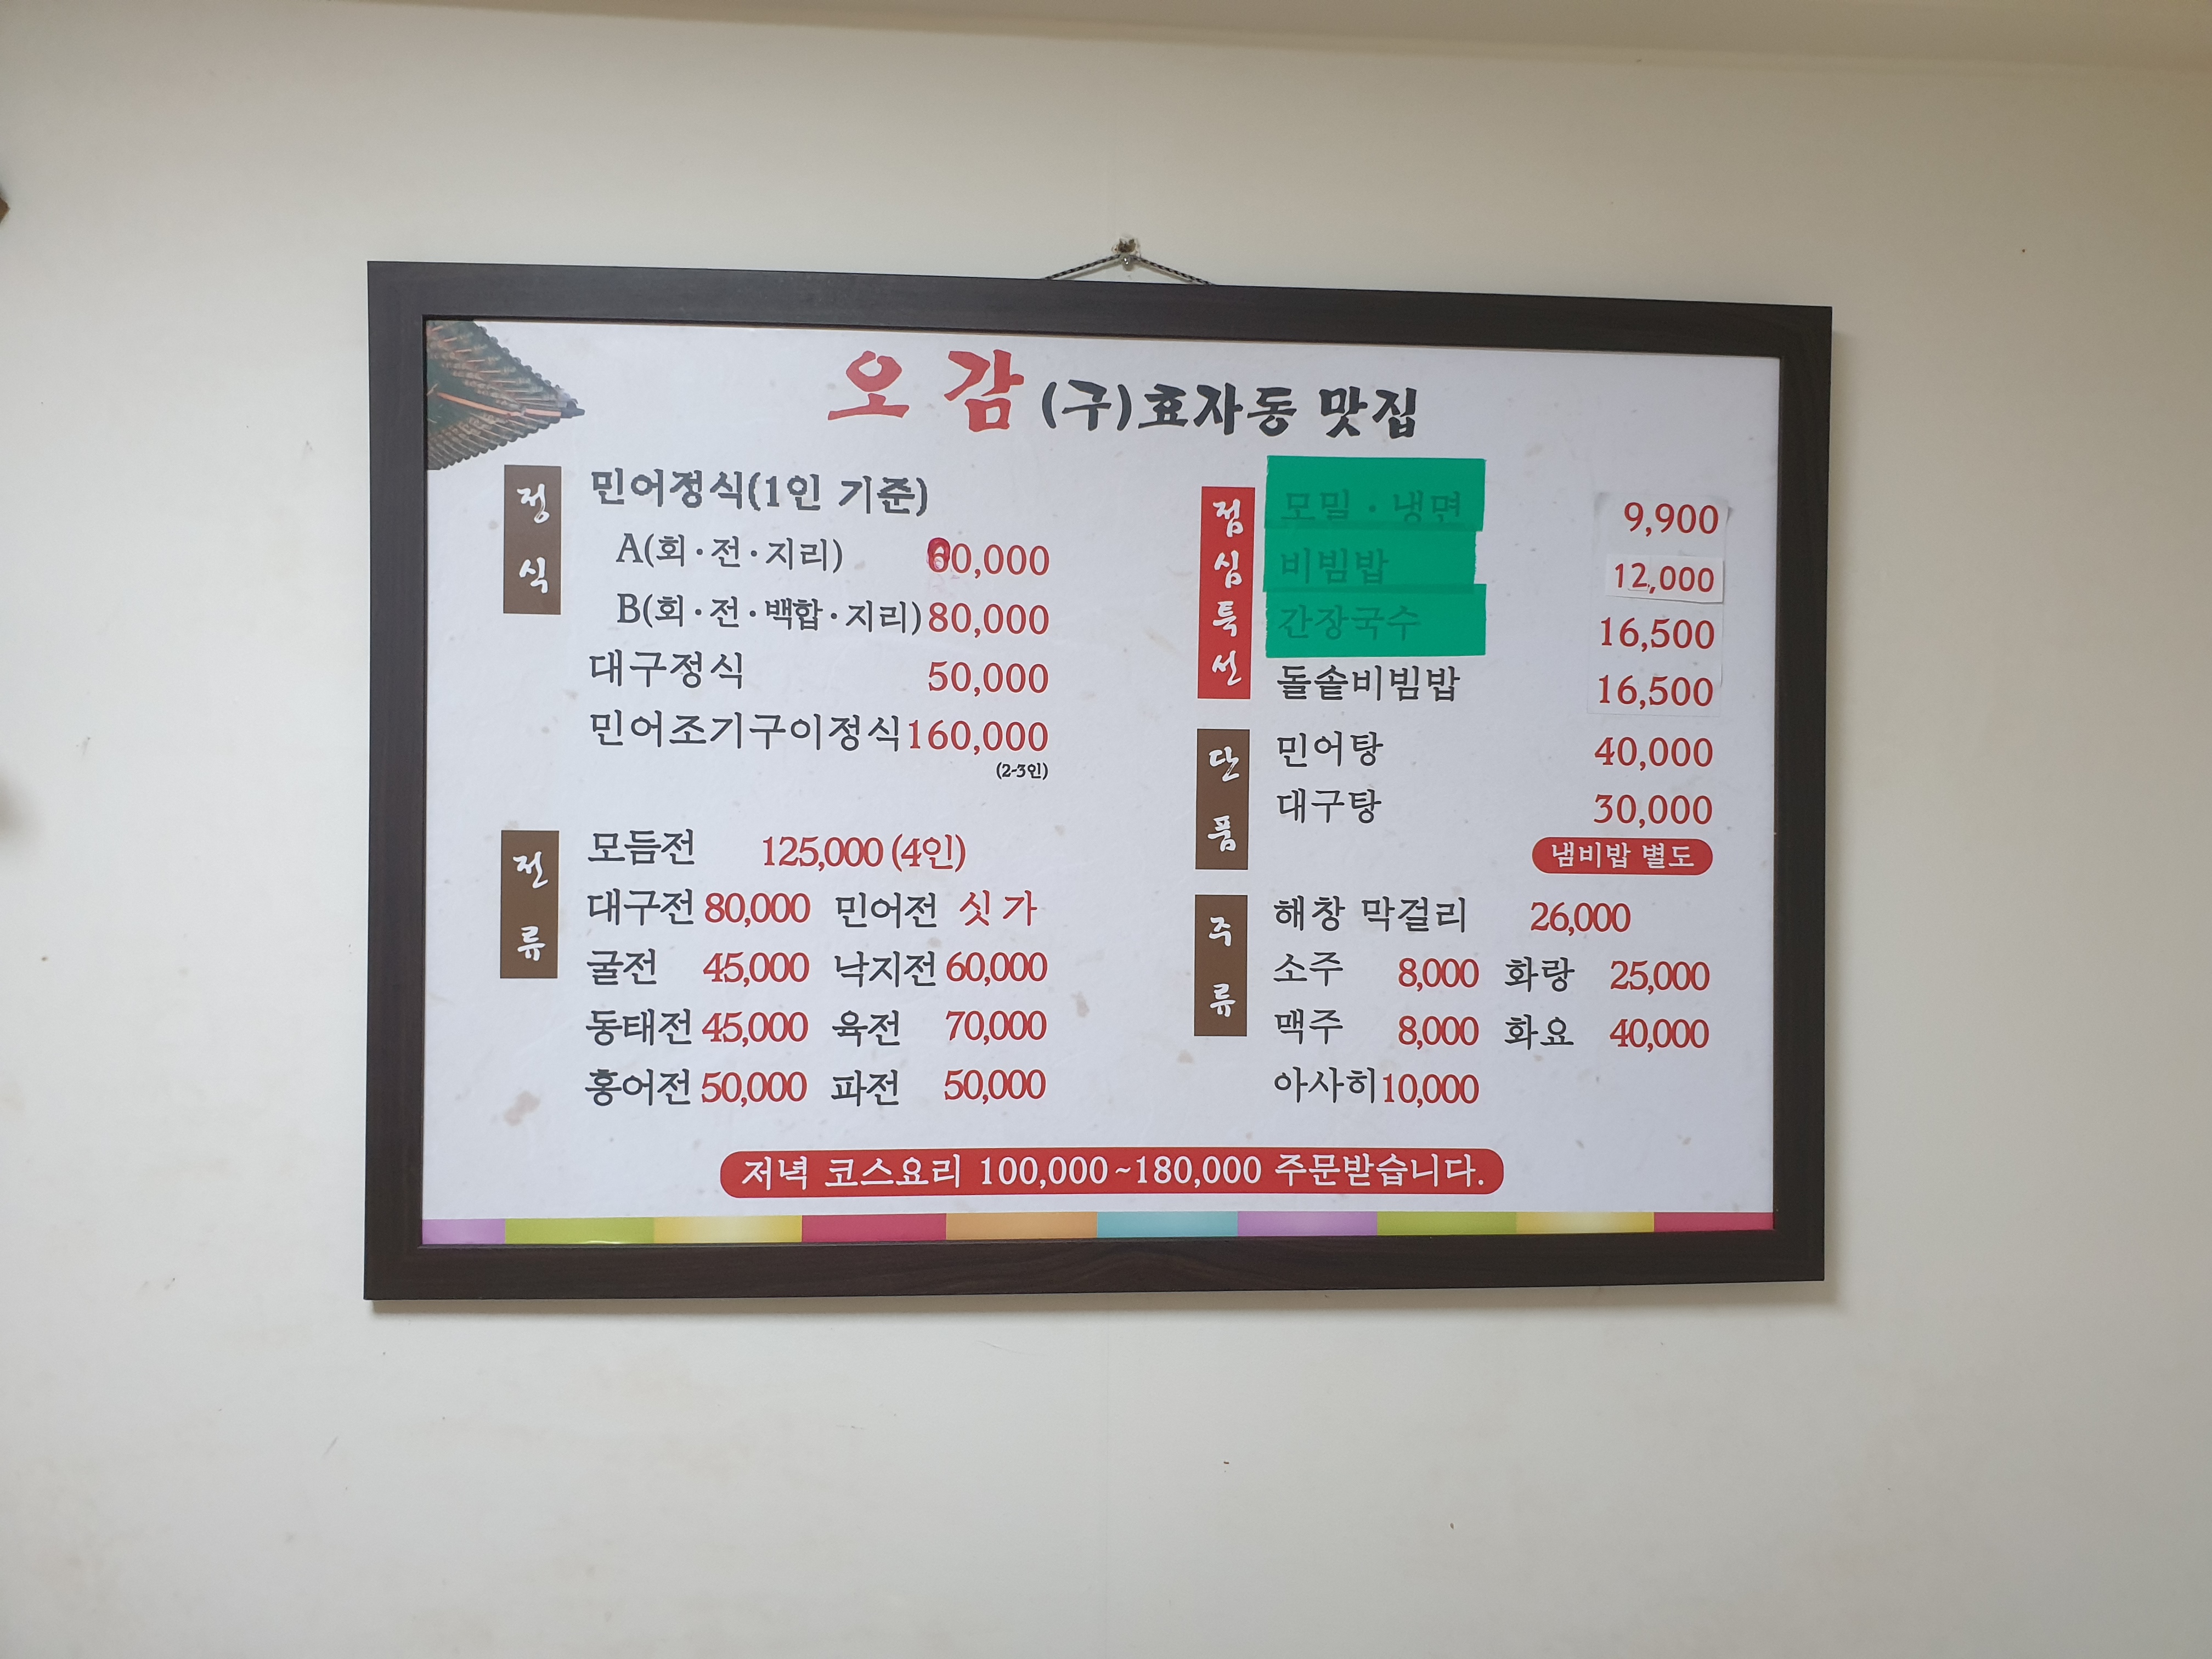 오감 (구)효자동 맛집
정식
민어정식(1인 기준)
A(회·전·지리) 60,000
B(회·전·백합·지리) 80,000
대구정식 50,000
민어조기구이정식 160,000
(2-3인)
전류
모듬전 125,000 (4인)
대구전 80,000 민어전 싯가
굴전 45,000 낙지전 60,000
동태전 45,000 육전 70,000
홍어전 50,000 파전 50,000
점심특선
모밀·냉면 9,900
비빔밥 12,000
간장국수 16,500
돌솥비빔밥 16,500
단품
민어탕 40,000
대구탕 30,000
냄비밥 별도
주류
해창 막걸리 26,000
소주 8,000 화랑 25,000
맥주 8,000 화요 40,000
아사히 10,000
저녁 코스요리 100,000~180,000 주문받습니다.